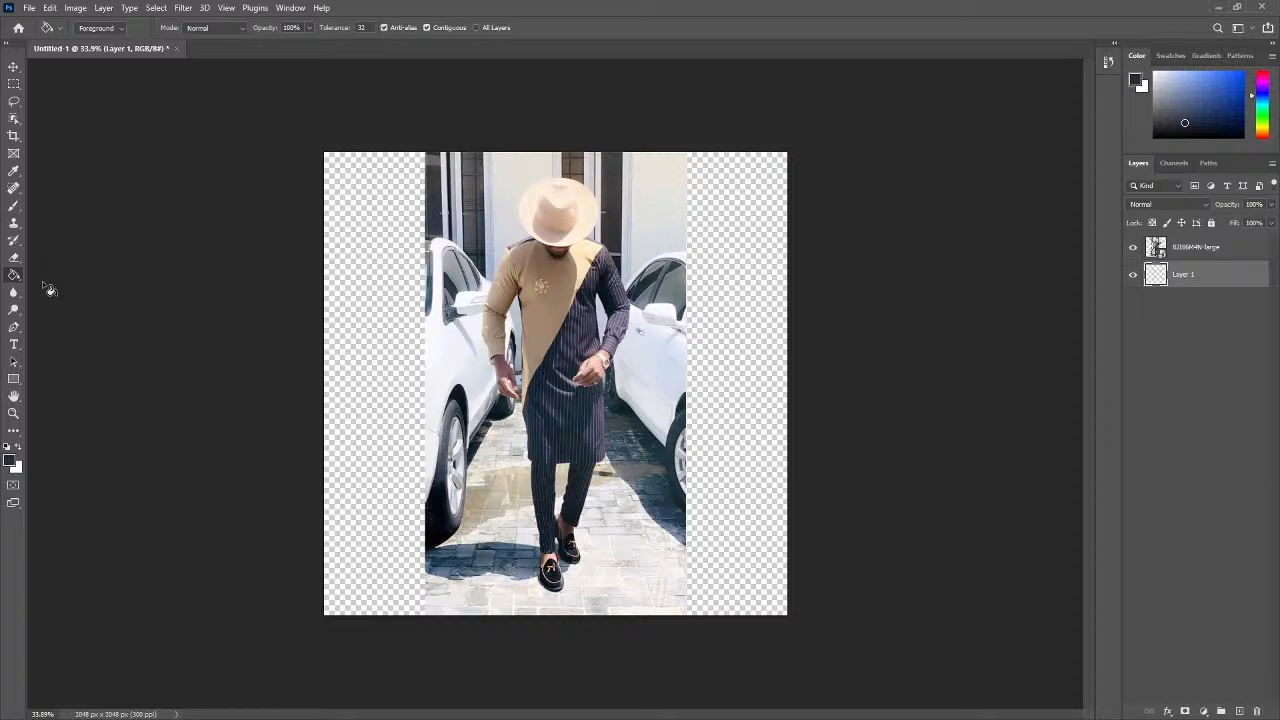 Ps File Edit Image Layer Type Select Filter 3D View Plugins Window Help
Foreground Mode: Normal Opacity: 100% Tolerance: 32 Anti-alias Contiguous All Layers
Untitled-1 @ 33.9% (Layer 1, RGB/8#) * ×
Color Swatches Gradients Patterns
Layers Channels Paths
Kind
Normal Opacity: 100%
Lock: Fill: 100%
Layer 1
33.89% 2048 px x 2048 px (300 ppi)